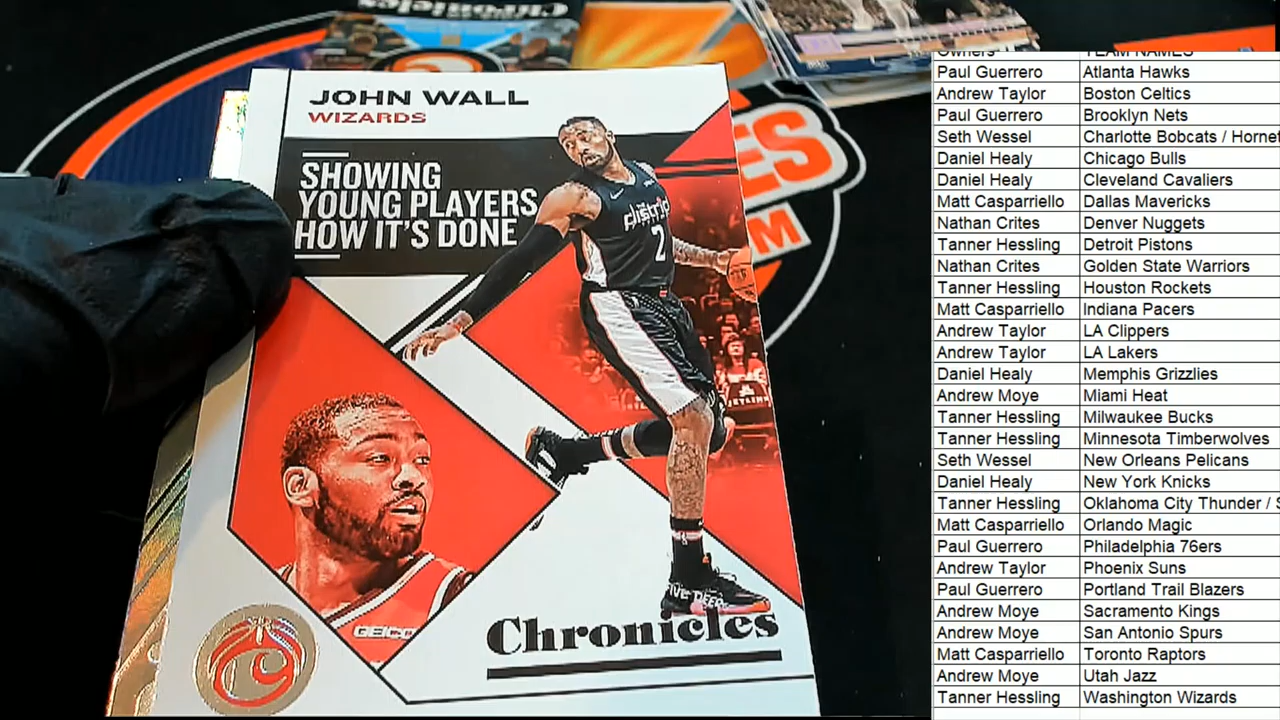 Chronicles
JOHN WALL
WIZARDS
SHOWING
YOUNG PLAYERS
HOW IT'S DONE
district
2
GEICO
Chronicles
ES
M
Owners TEAM NAMES
Paul Guerrero Atlanta Hawks
Andrew Taylor Boston Celtics
Paul Guerrero Brooklyn Nets
Seth Wessel Charlotte Bobcats / Horne
Daniel Healy Chicago Bulls
Daniel Healy Cleveland Cavaliers
Matt Casparriello Dallas Mavericks
Nathan Crites Denver Nuggets
Tanner Hessling Detroit Pistons
Nathan Crites Golden State Warriors
Tanner Hessling Houston Rockets
Matt Casparriello Indiana Pacers
Andrew Taylor LA Clippers
Andrew Taylor LA Lakers
Daniel Healy Memphis Grizzlies
Andrew Moye Miami Heat
Tanner Hessling Milwaukee Bucks
Tanner Hessling Minnesota Timberwolves
Seth Wessel New Orleans Pelicans
Daniel Healy New York Knicks
Tanner Hessling Oklahoma City Thunder / S
Matt Casparriello Orlando Magic
Paul Guerrero Philadelphia 76ers
Andrew Taylor Phoenix Suns
Paul Guerrero Portland Trail Blazers
Andrew Moye Sacramento Kings
Andrew Moye San Antonio Spurs
Matt Casparriello Toronto Raptors
Andrew Moye Utah Jazz
Tanner Hessling Washington Wizards